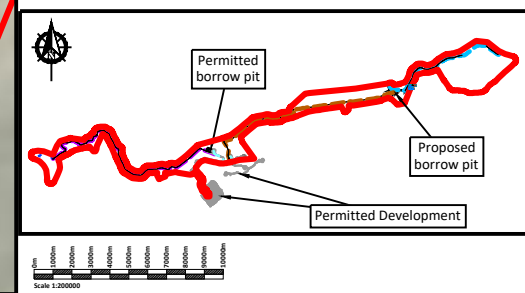 N
Permitted
borrow pit
Proposed
borrow pit
Permitted Development
0m
1000m
2000m
3000m
4000m
5000m
6000m
7000m
8000m
9000m
10000m
Scale 1:200000